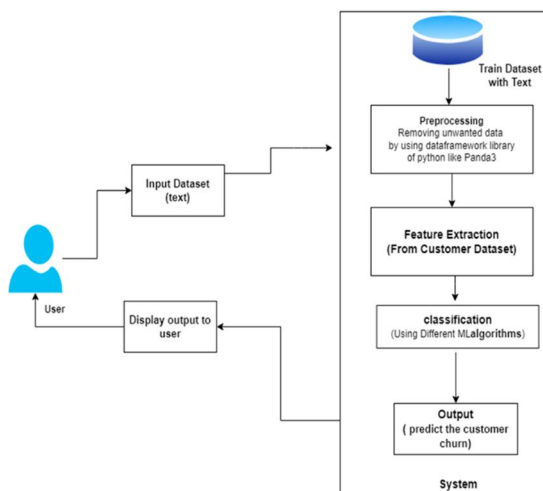 Train Dataset
with Text
Preprocessing
Removing unwanted data
by using dataframework library
of python like Panda3
Input Dataset
(text)
Feature Extraction
(From Customer Dataset)
User
Display output to
user
classification
(Using Different MLalgorithms)
Output
( predict the customer
churn)
System